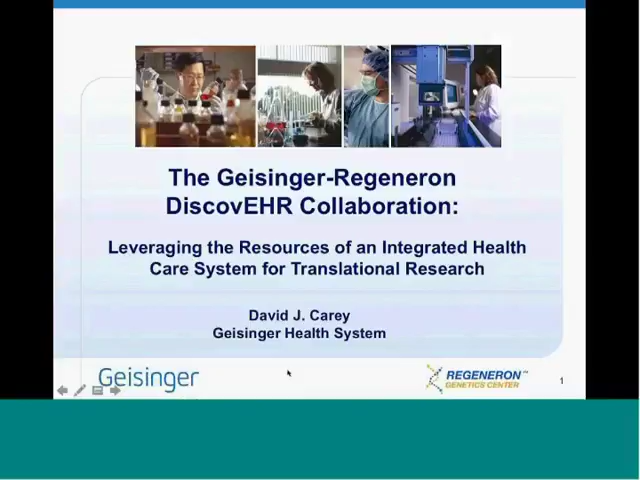 The Geisinger-Regeneron
DiscovEHR Collaboration:
Leveraging the Resources of an Integrated Health
Care System for Translational Research
David J. Carey
Geisinger Health System
Geisinger
REGENERON™
GENETICS CENTER
1